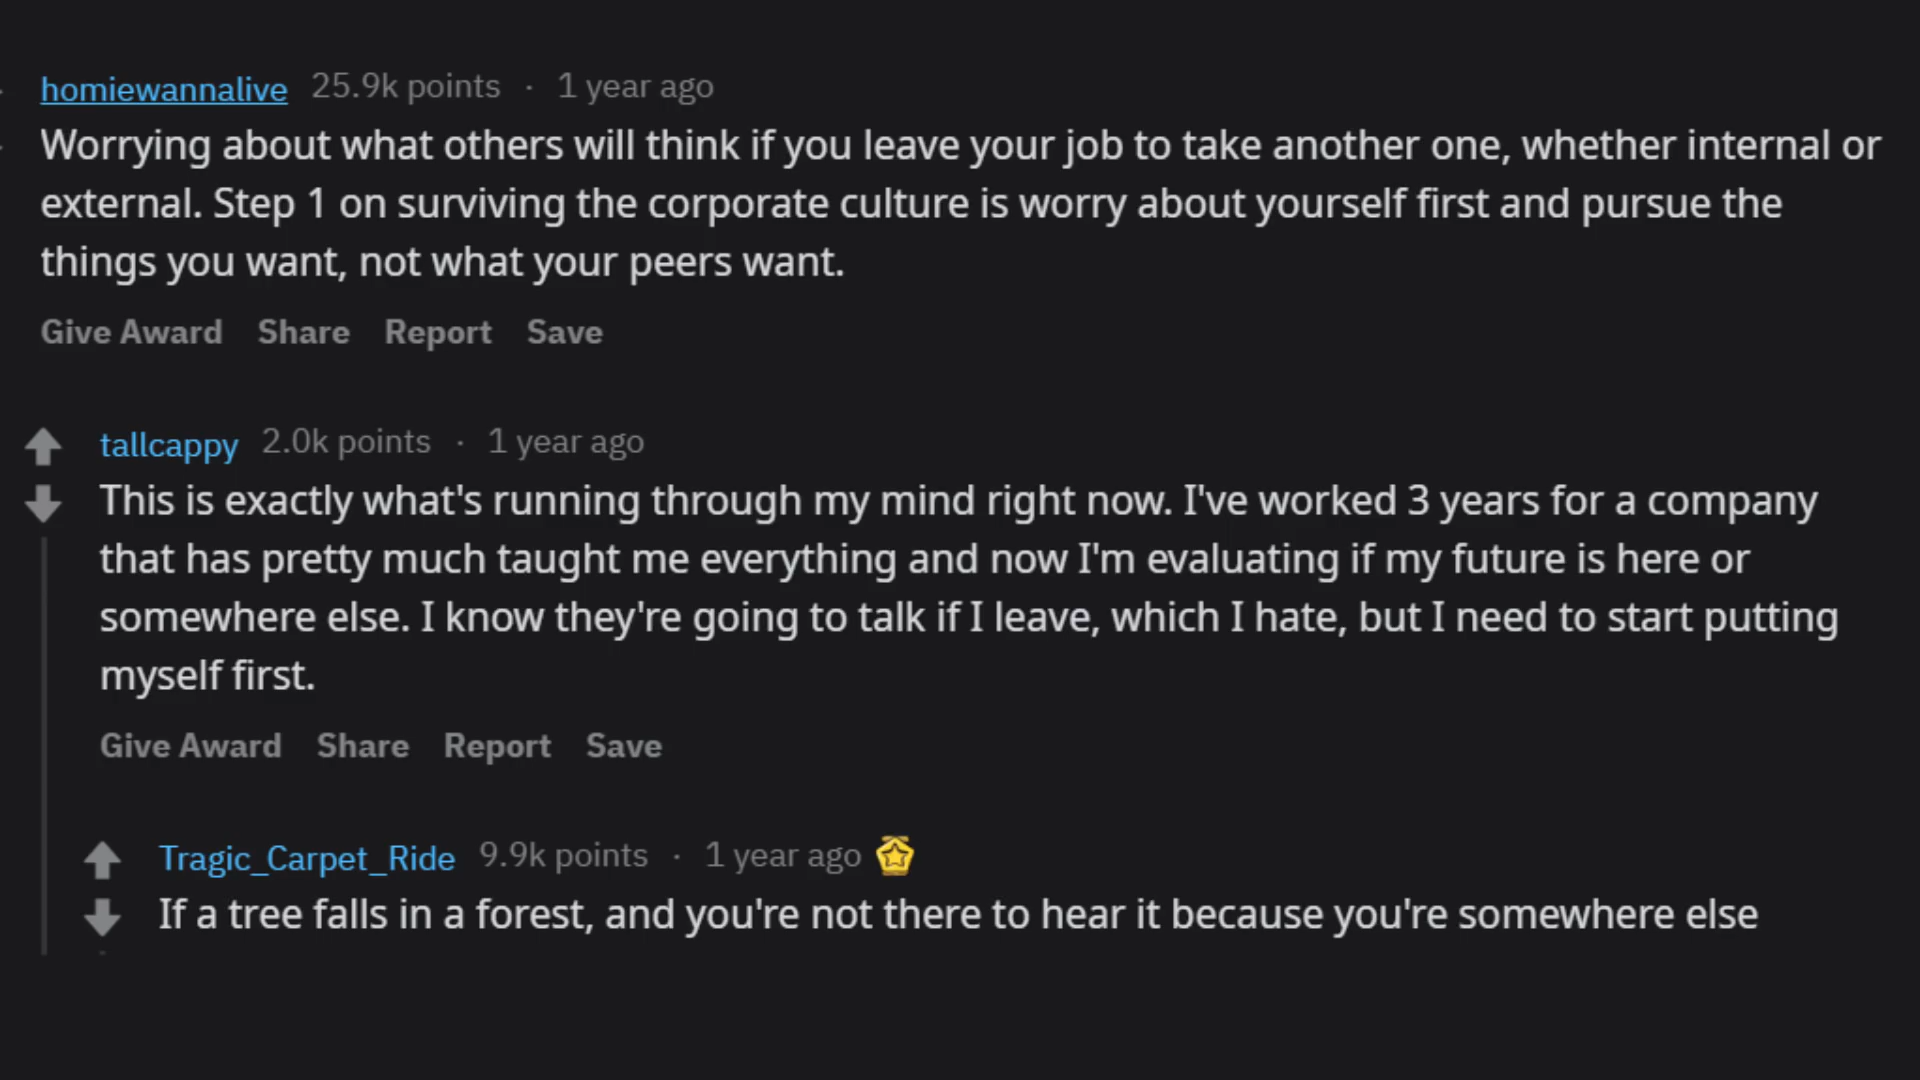 homiewannalive 25.9k points · 1 year ago
Worrying about what others will think if you leave your job to take another one, whether internal or
external. Step 1 on surviving the corporate culture is worry about yourself first and pursue the
things you want, not what your peers want.
Give Award Share Report Save
tallcappy 2.0k points · 1 year ago
This is exactly what's running through my mind right now. I've worked 3 years for a company
that has pretty much taught me everything and now I'm evaluating if my future is here or
somewhere else. I know they're going to talk if I leave, which I hate, but I need to start putting
myself first.
Give Award Share Report Save
Tragic_Carpet_Ride 9.9k points · 1 year ago
If a tree falls in a forest, and you're not there to hear it because you're somewhere else